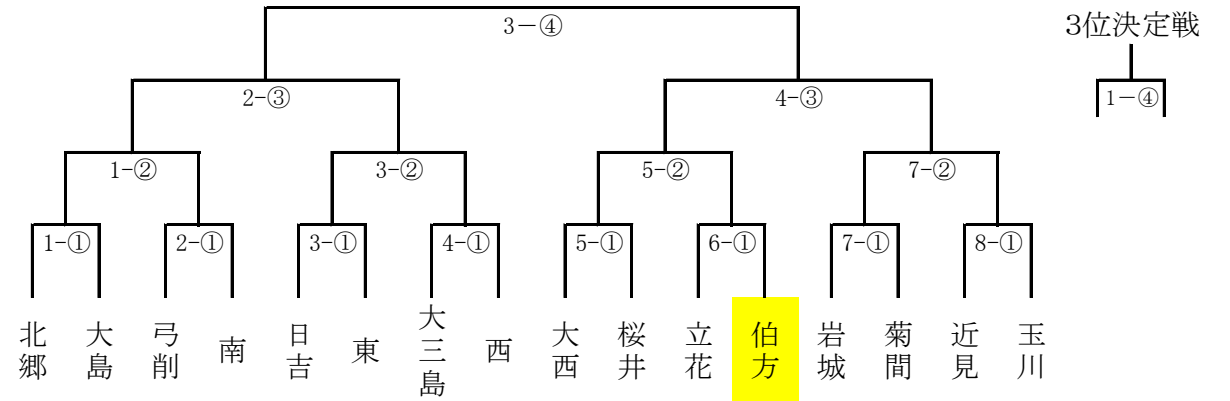 3－④
3位決定戦
2-③
4-③
1－④
1-②
3-②
5-②
7-②
1-①
2-①
3-①
4-①
5-①
6-①
7-①
8-①
北郷
大島
弓削
南
日吉
東
大三島
西
大西
桜井
立花
伯方
岩城
菊間
近見
玉川